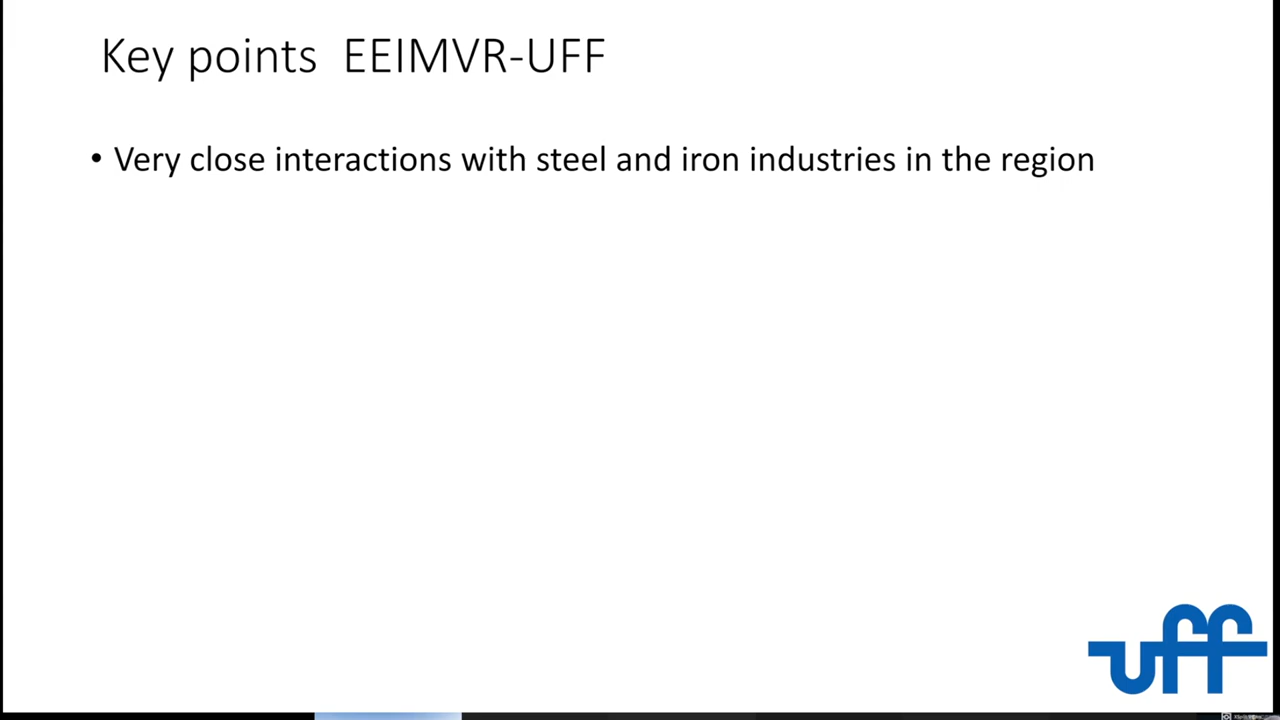 Key points EEIMVR-UFF
• Very close interactions with steel and iron industries in the region
uff